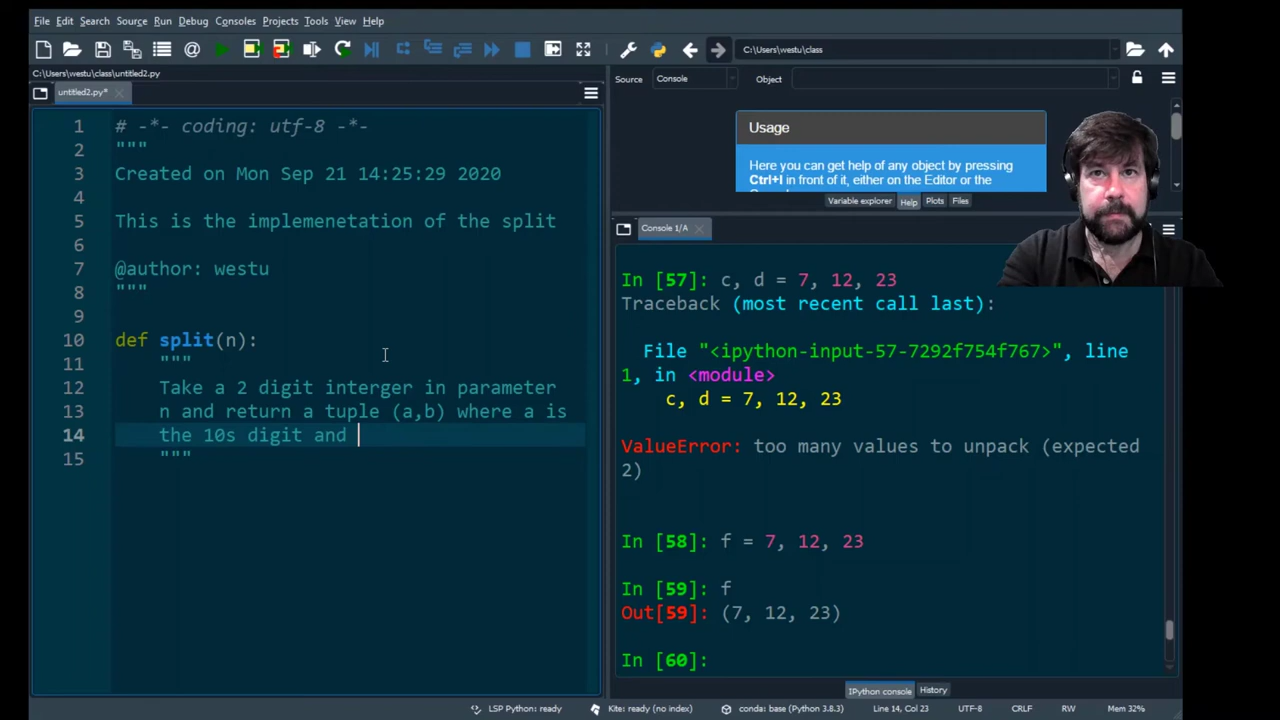 File Edit Search Source Run Debug Consoles Projects Tools View Help
C:\Users\westu\class
C:\Users\westu\class\untitled2.py
Source Console Object
untitled2.py*
1 # -*- coding: utf-8 -*-
2 """
3 Created on Mon Sep 21 14:25:29 2020
4
5 This is the implemenetation of the split
6
7 @author: westu
8 """
9
10 def split(n):
11 """
12 Take a 2 digit interger in parameter
13 n and return a tuple (a,b) where a is
14 the 10s digit and
15 """
Usage
Here you can get help of any object by pressing
Ctrl+I in front of it, either on the Editor or the
Variable explorer Help Plots Files
Console 1/A
In [57]: c, d = 7, 12, 23
Traceback (most recent call last):
File "<ipython-input-57-7292f754f767>", line
1, in <module>
c, d = 7, 12, 23
ValueError: too many values to unpack (expected
2)
In [58]: f = 7, 12, 23
In [59]: f
Out[59]: (7, 12, 23)
In [60]:
IPython console History
LSP Python: ready Kite: ready (no index) conda: base (Python 3.8.3) Line 14, Col 23 UTF-8 CRLF RW Mem 32%